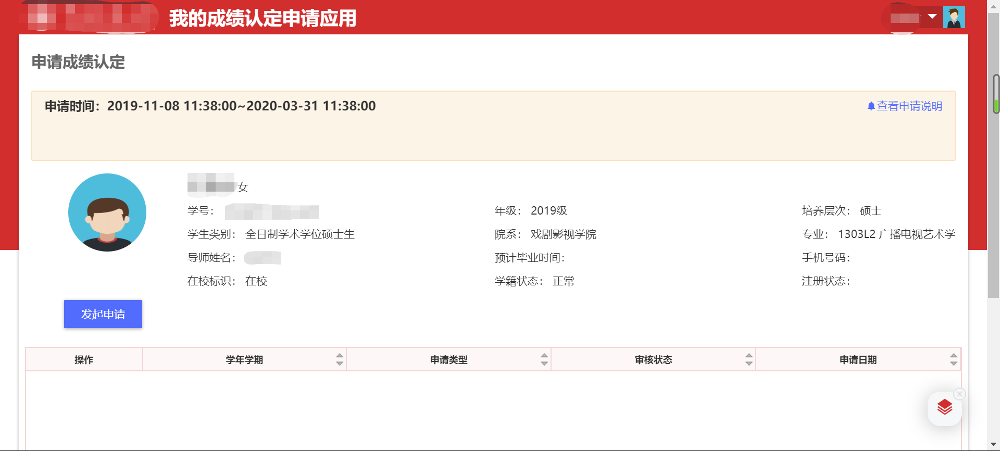 我的成绩认定申请应用
申请成绩认定
申请时间：2019-11-08 11:38:00~2020-03-31 11:38:00
查看申请说明
女
学号：
年级： 2019级
培养层次： 硕士
学生类别： 全日制学术学位硕士生
院系： 戏剧影视学院
专业： 1303L2 广播电视艺术学
导师姓名：
预计毕业时间：
手机号码：
在校标识： 在校
学籍状态： 正常
注册状态：
发起申请
操作 学年学期 申请类型 审核状态 申请日期